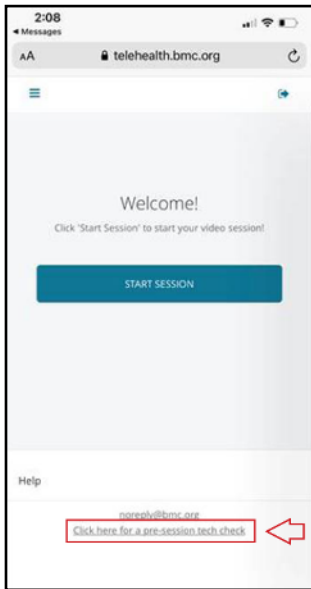 2:08
Messages
AA telehealth.bmc.org
Welcome!
Click 'Start Session' to start your video session!
START SESSION
Help
noreply@bmc.org
Click here for a pre-session tech check